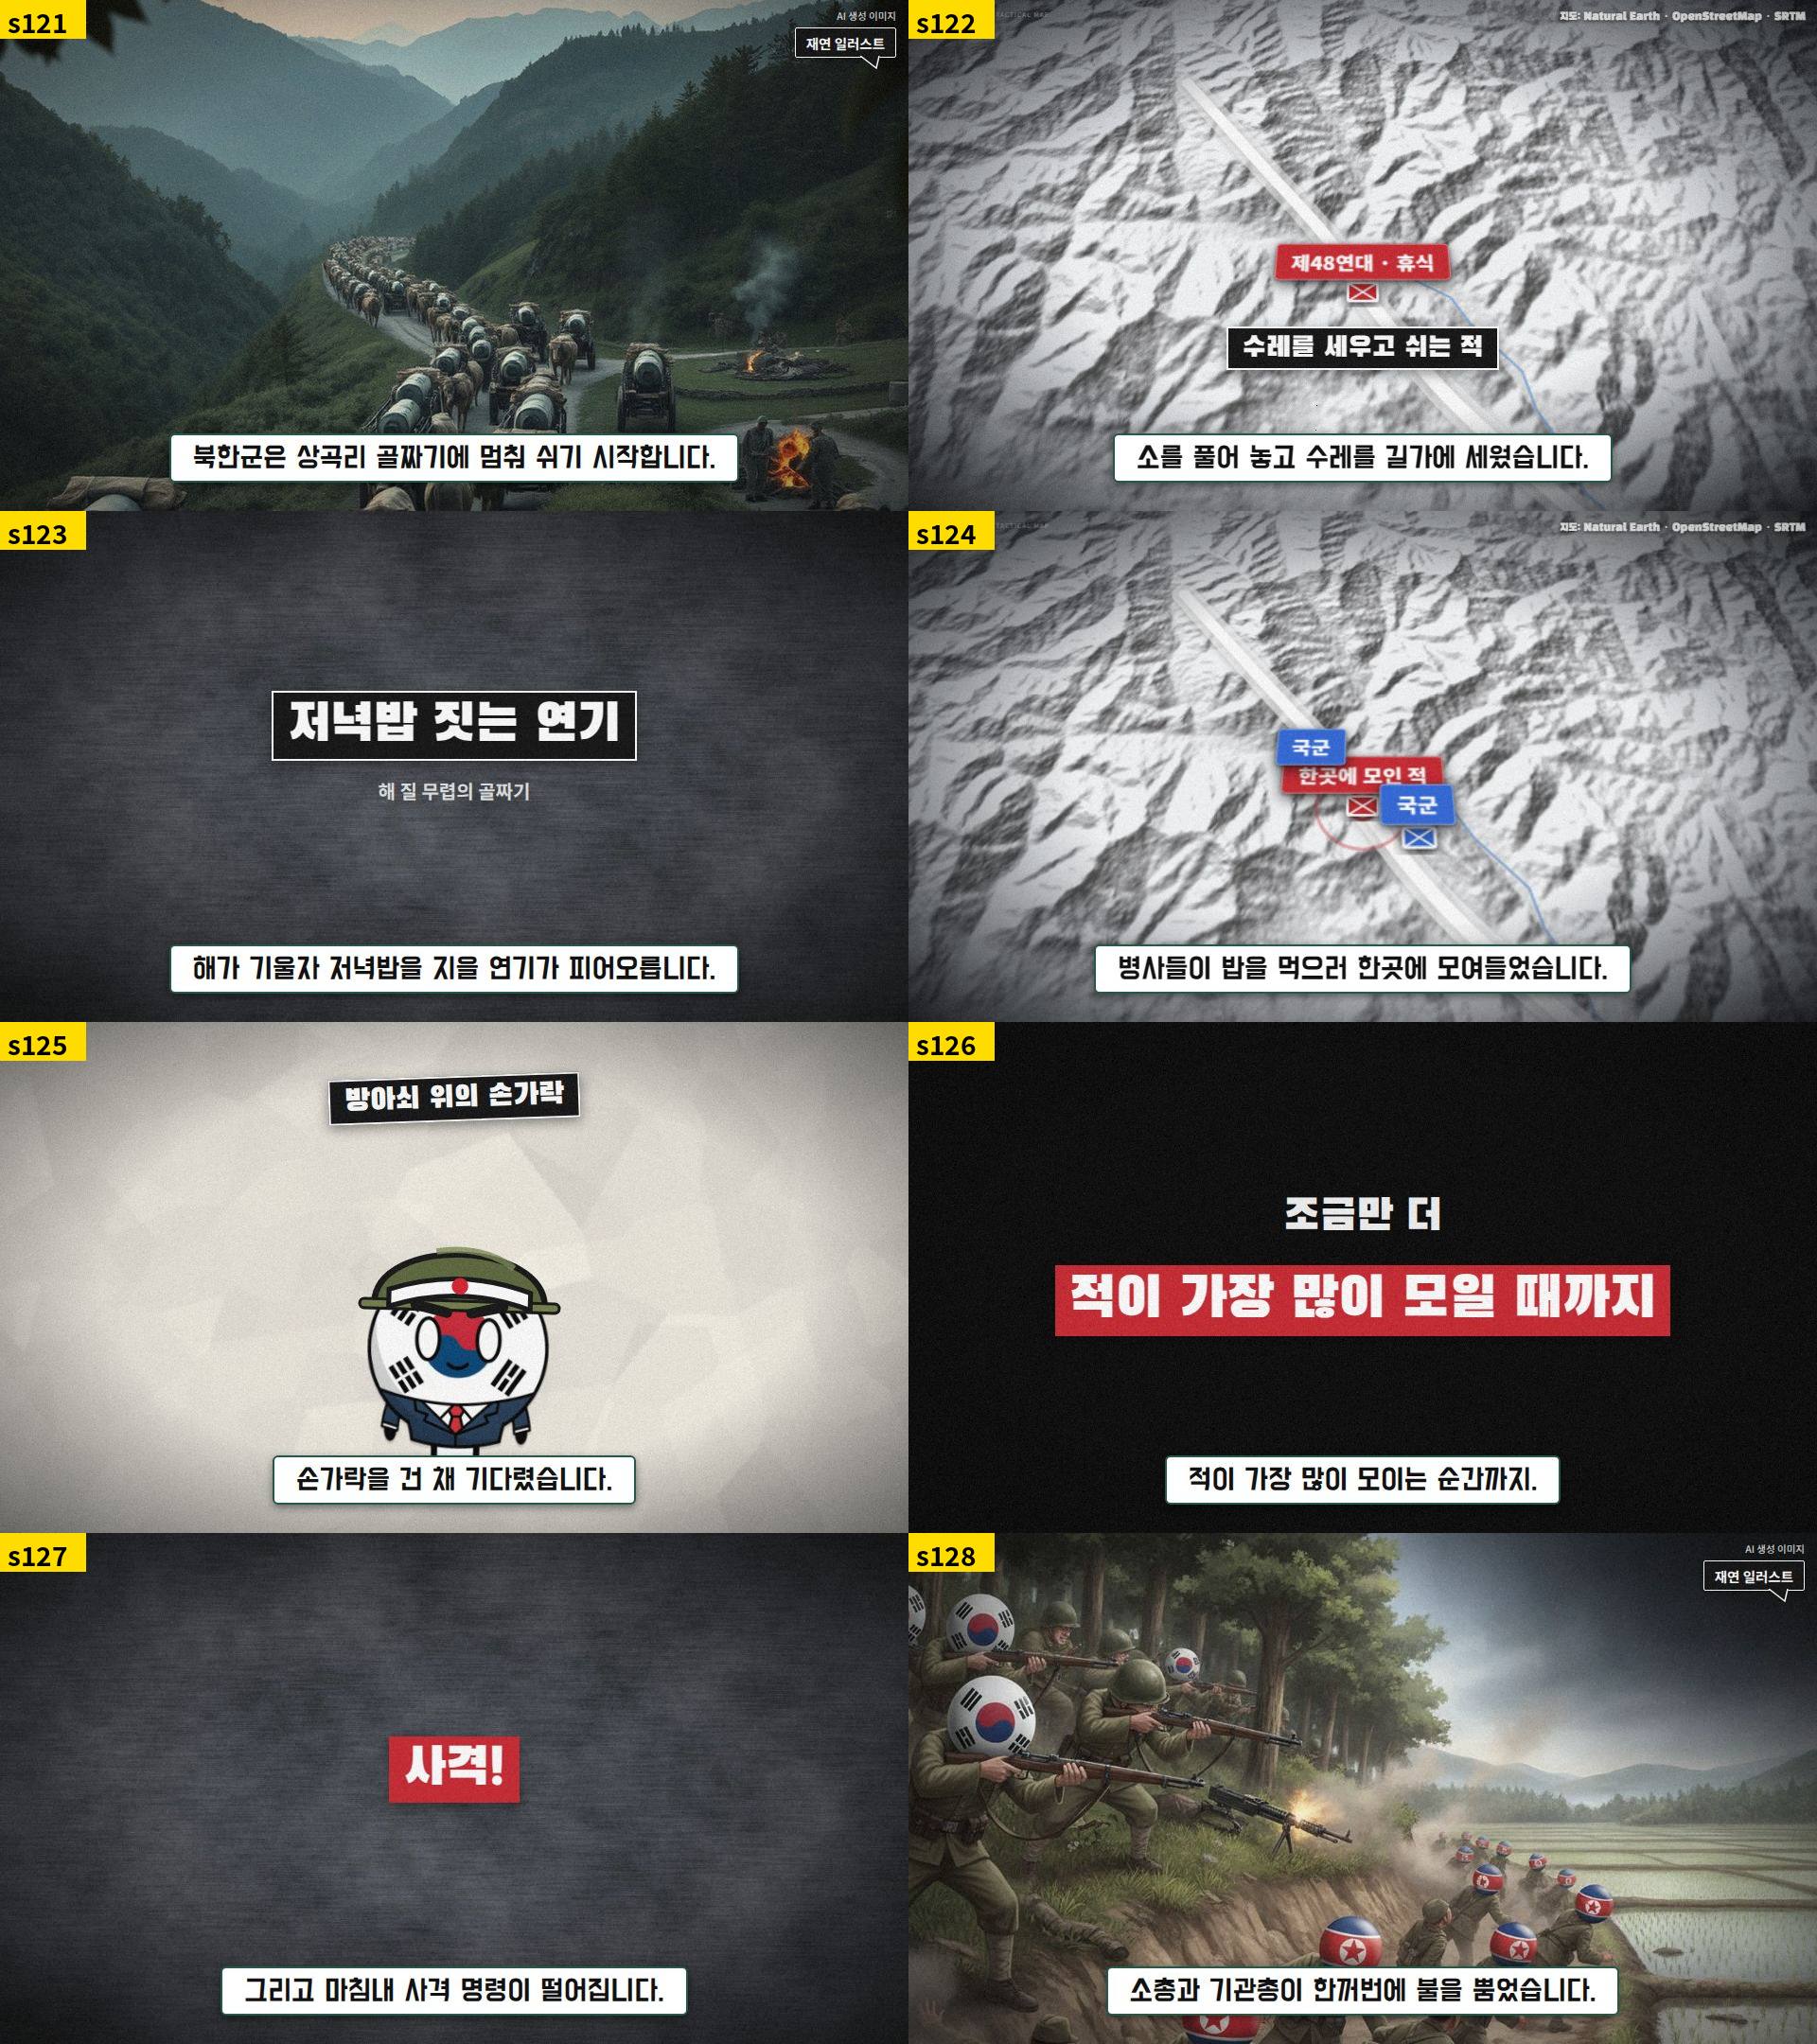 s121
AI 생성 이미지
재연 일러스트
북한군은 상곡리 골짜기에 멈춰 쉬기 시작합니다.
s122
TACTICAL MAP
지도: Natural Earth · OpenStreetMap · SRTM
제48연대 · 휴식
수레를 세우고 쉬는 적
소를 풀어 놓고 수레를 길가에 세웠습니다.
s123
저녁밥 짓는 연기
해 질 무렵의 골짜기
해가 기울자 저녁밥을 지을 연기가 피어오릅니다.
s124
TACTICAL MAP
지도: Natural Earth · OpenStreetMap · SRTM
국군
한곳에 모인 적
국군
병사들이 밥을 먹으러 한곳에 모여들었습니다.
s125
방아쇠 위의 손가락
손가락을 건 채 기다렸습니다.
s126
조금만 더
적이 가장 많이 모일 때까지
적이 가장 많이 모이는 순간까지.
s127
사격!
그리고 마침내 사격 명령이 떨어집니다.
s128
AI 생성 이미지
재연 일러스트
소총과 기관총이 한꺼번에 불을 뿜었습니다.